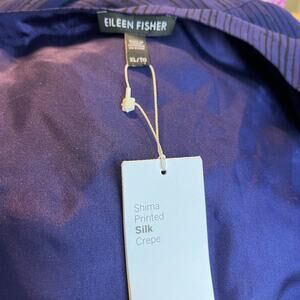 EILEEN FISHER
XL/TG
Shima
Printed
Silk
Crepe